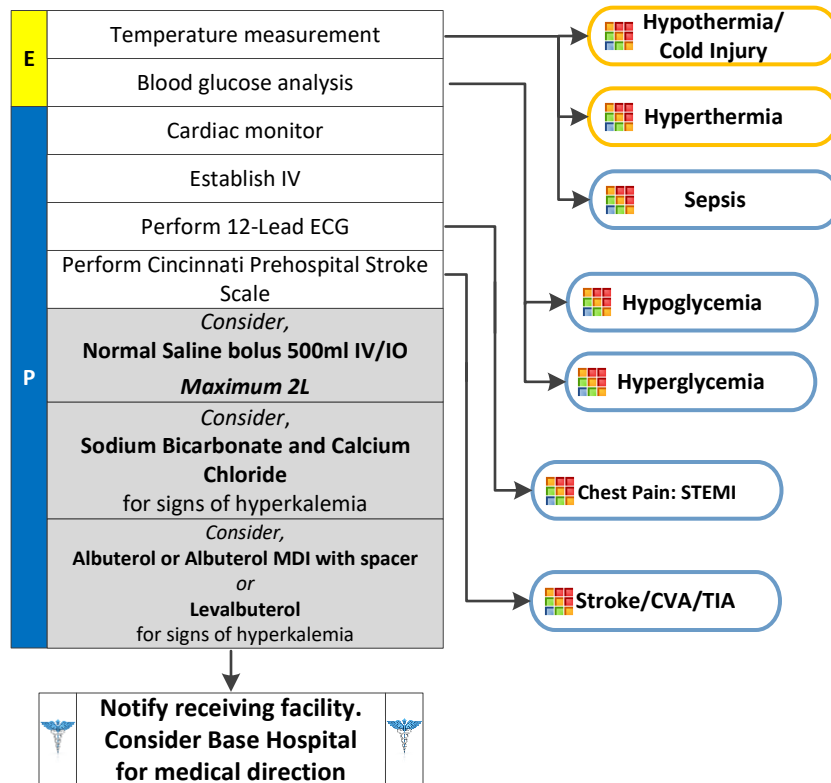 E
Temperature measurement
Blood glucose analysis
P
Cardiac monitor
Establish IV
Perform 12-Lead ECG
Perform Cincinnati Prehospital Stroke
Scale
Consider,
Normal Saline bolus 500ml IV/IO
Maximum 2L
Consider,
Sodium Bicarbonate and Calcium
Chloride
for signs of hyperkalemia
Consider,
Albuterol or Albuterol MDI with spacer
or
Levalbuterol
for signs of hyperkalemia
Notify receiving facility.
Consider Base Hospital
for medical direction
Hypothermia/
Cold Injury
Hyperthermia
Sepsis
Hypoglycemia
Hyperglycemia
Chest Pain: STEMI
Stroke/CVA/TIA